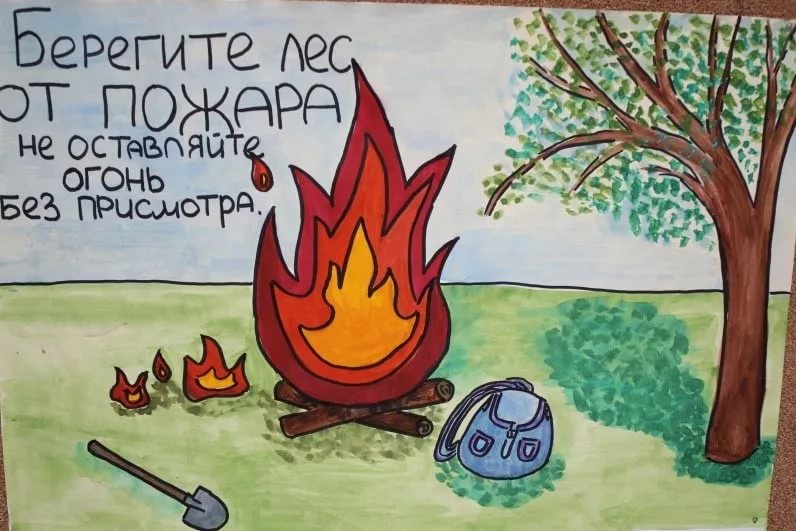 Берегите лес
от пожара
не оставляйте
огонь
без присмотра.